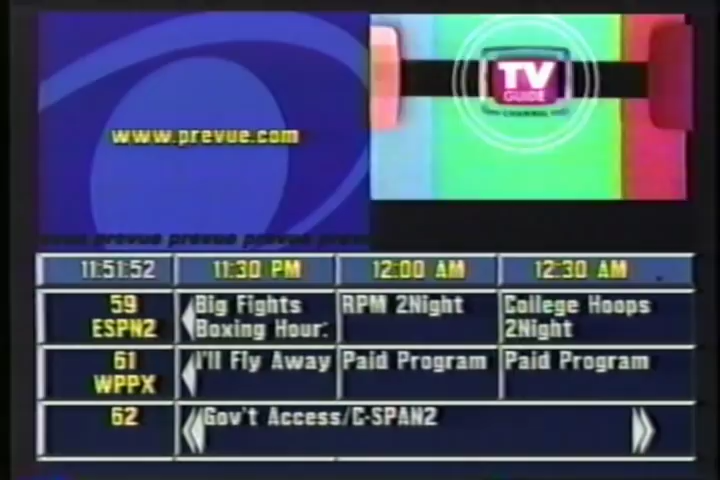 www.prevue.com
TV
GUIDE
CHANNEL
prevue prevue prevue
11:51:52 11:30 PM 12:00 AM 12:30 AM
59 Big Fights RPM 2Night College Hoops
ESPN2 Boxing Hour: 2Night
61 I'll Fly Away Paid Program Paid Program
WPPX
62 Gov't Access/C-SPAN2